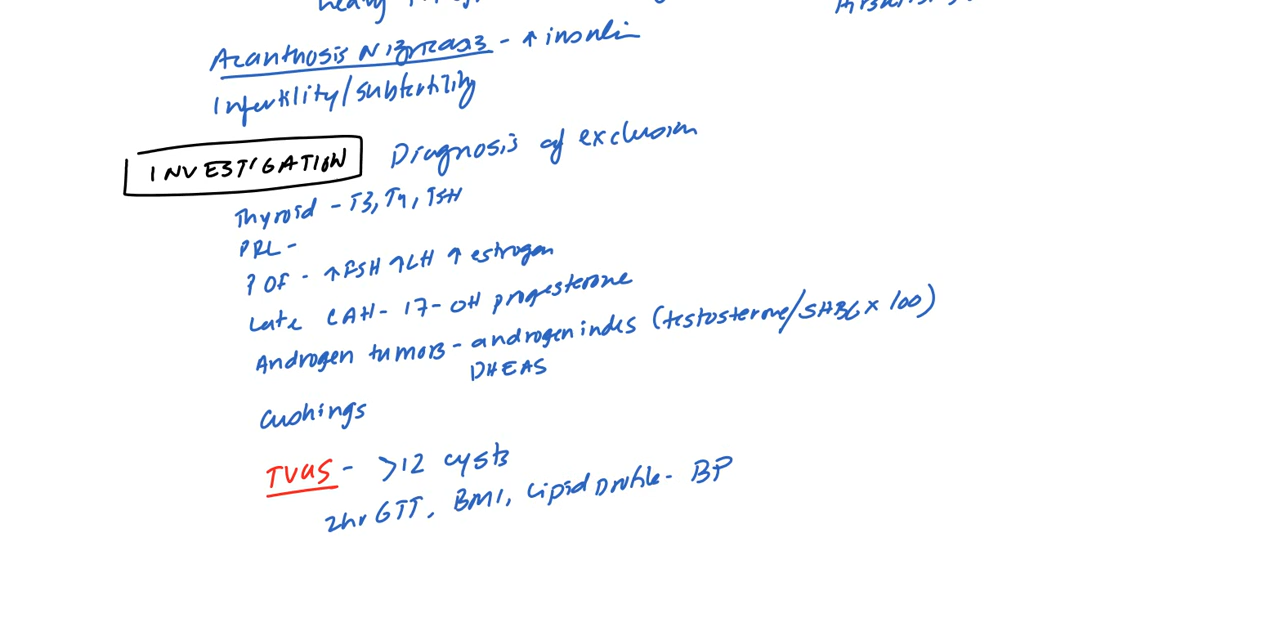 heavy
Acanthosis Nigricans - ↑ insulin
Infertility/subfertility
INVESTIGATION Diagnosis of exclusion
Thyroid - T3, T4, TSH
PRL -
? OF - ↑FSH ↑LH ↑ estrogen
Late CAH - 17-OH progesterone
Androgen tumors - androgen index (testosterone/SHBG x 100)
DHEAS
Cushings
TVUS - >12 cysts
2hr GTT, BMI, Lipid profile - BP